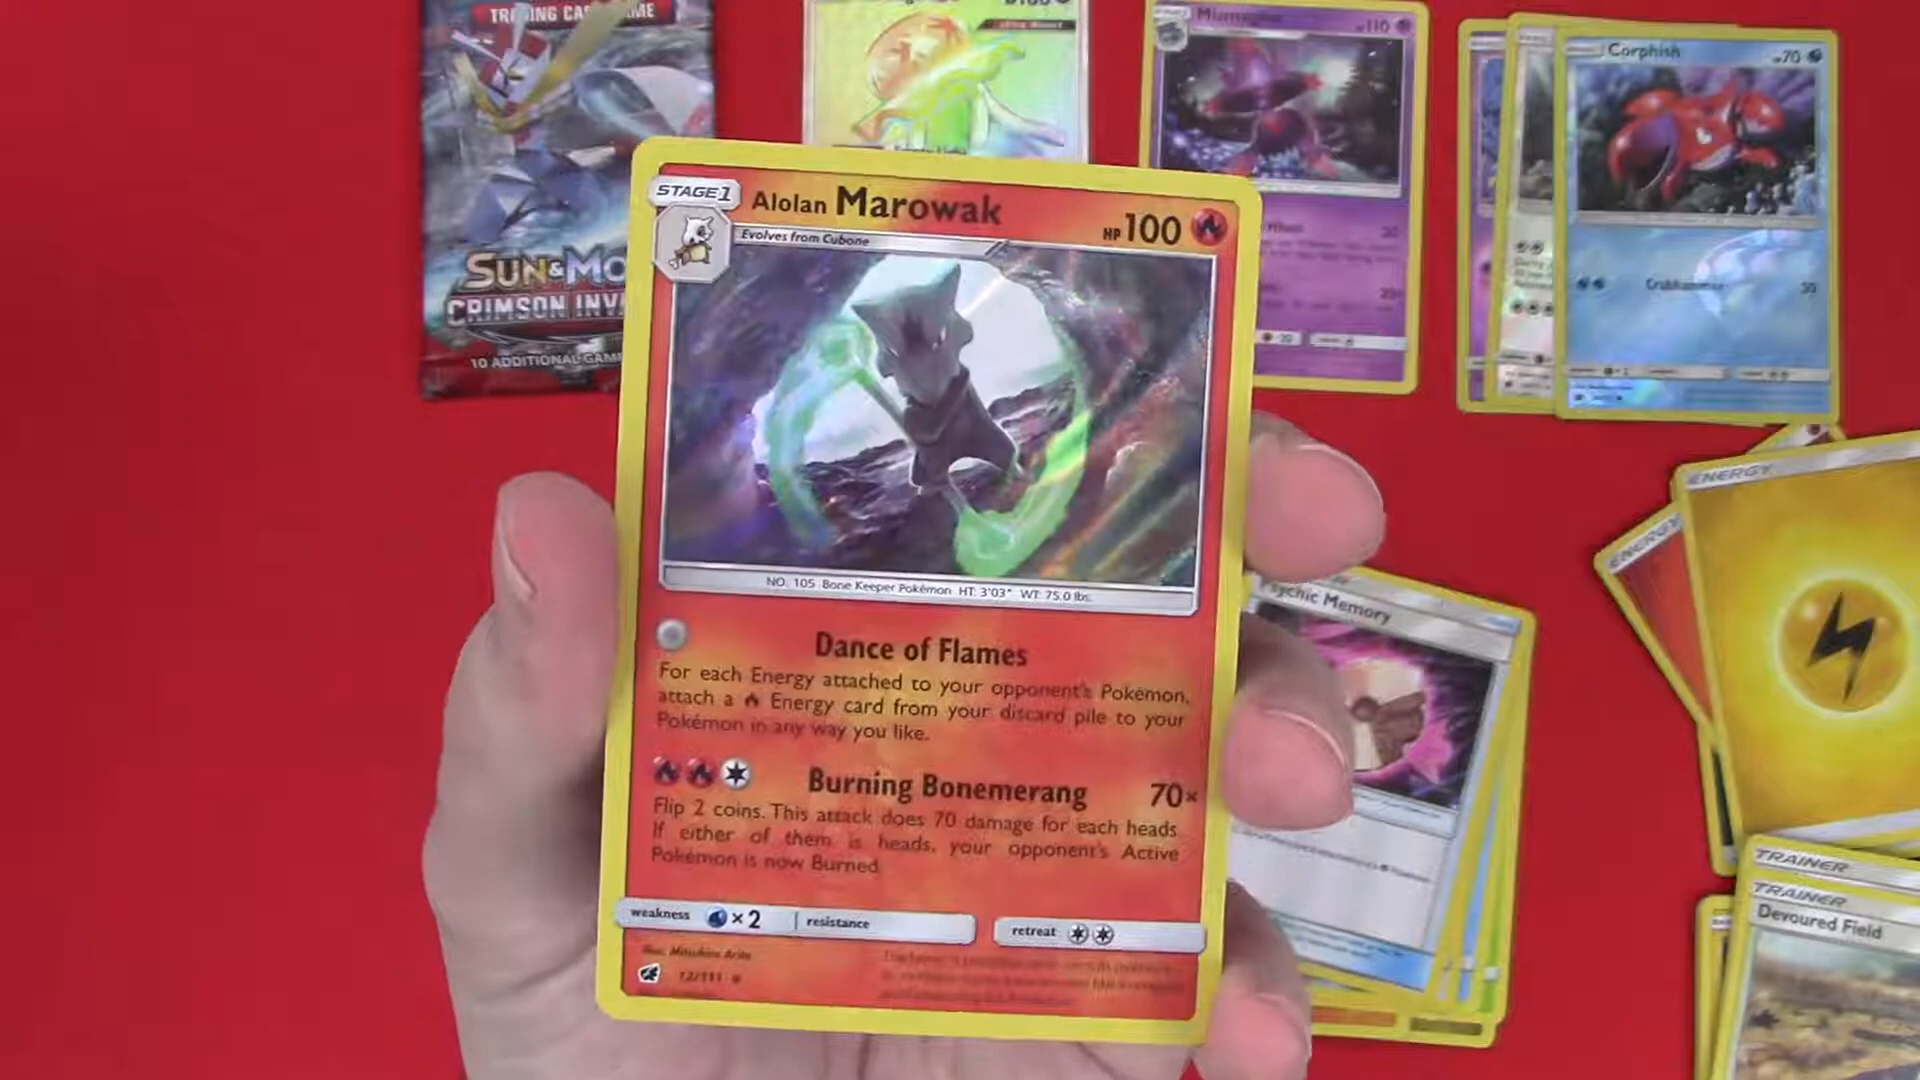 TRADING CARD GAME
SUN & MO
CRIMSON INV
10 ADDITIONAL GAM
STAGE 1
Alolan Marowak
HP 100
Evolves from Cubone
NO. 105 Bone Keeper Pokémon HT: 3'03" WT: 75.0 lbs.
Dance of Flames
For each Energy attached to your opponent's Pokémon,
attach a Energy card from your discard pile to your
Pokémon in any way you like.
Burning Bonemerang 70×
Flip 2 coins. This attack does 70 damage for each heads.
If either of them is heads, your opponent's Active
Pokémon is now Burned.
weakness ×2 resistance
retreat
Illus. Mitsuhiro Arita
12/111
110
Corphish
70
Crabhammer
ENERGY
ENERGY
Psychic Memory
TRAINER
TRAINER
Devoured Field